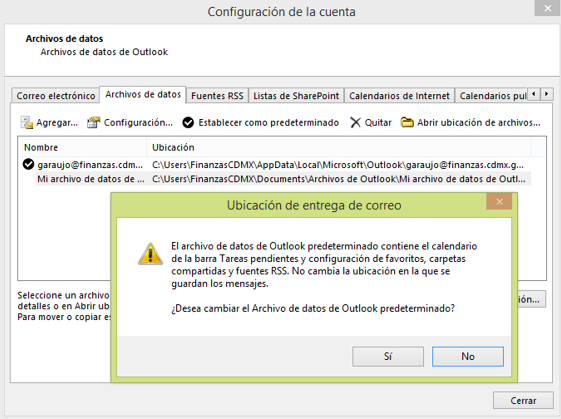 Configuración de la cuenta
Archivos de datos
Archivos de datos de Outlook
Correo electrónico Archivos de datos Fuentes RSS Listas de SharePoint Calendarios de Internet Calendarios pul
Agregar... Configuración... Establecer como predeterminado Quitar Abrir ubicación de archivos...
Nombre Ubicación
garaujo@finanzas.cdm... C:\Users\FinanzasCDMX\AppData\Local\Microsoft\Outlook\garaujo@finanzas.cdmx.g...
Mi archivo de datos de ... C:\Users\FinanzasCDMX\Documents\Archivos de Outlook\Mi archivo de datos de Outl...
Ubicación de entrega de correo
El archivo de datos de Outlook predeterminado contiene el calendario
de la barra Tareas pendientes y configuración de favoritos, carpetas
compartidas y fuentes RSS. No cambia la ubicación en la que se
guardan los mensajes.
¿Desea cambiar el Archivo de datos de Outlook predeterminado?
Sí No
Seleccione un archivo
detalles o en Abrir ub
Para mover o copiar es
ión...
Cerrar